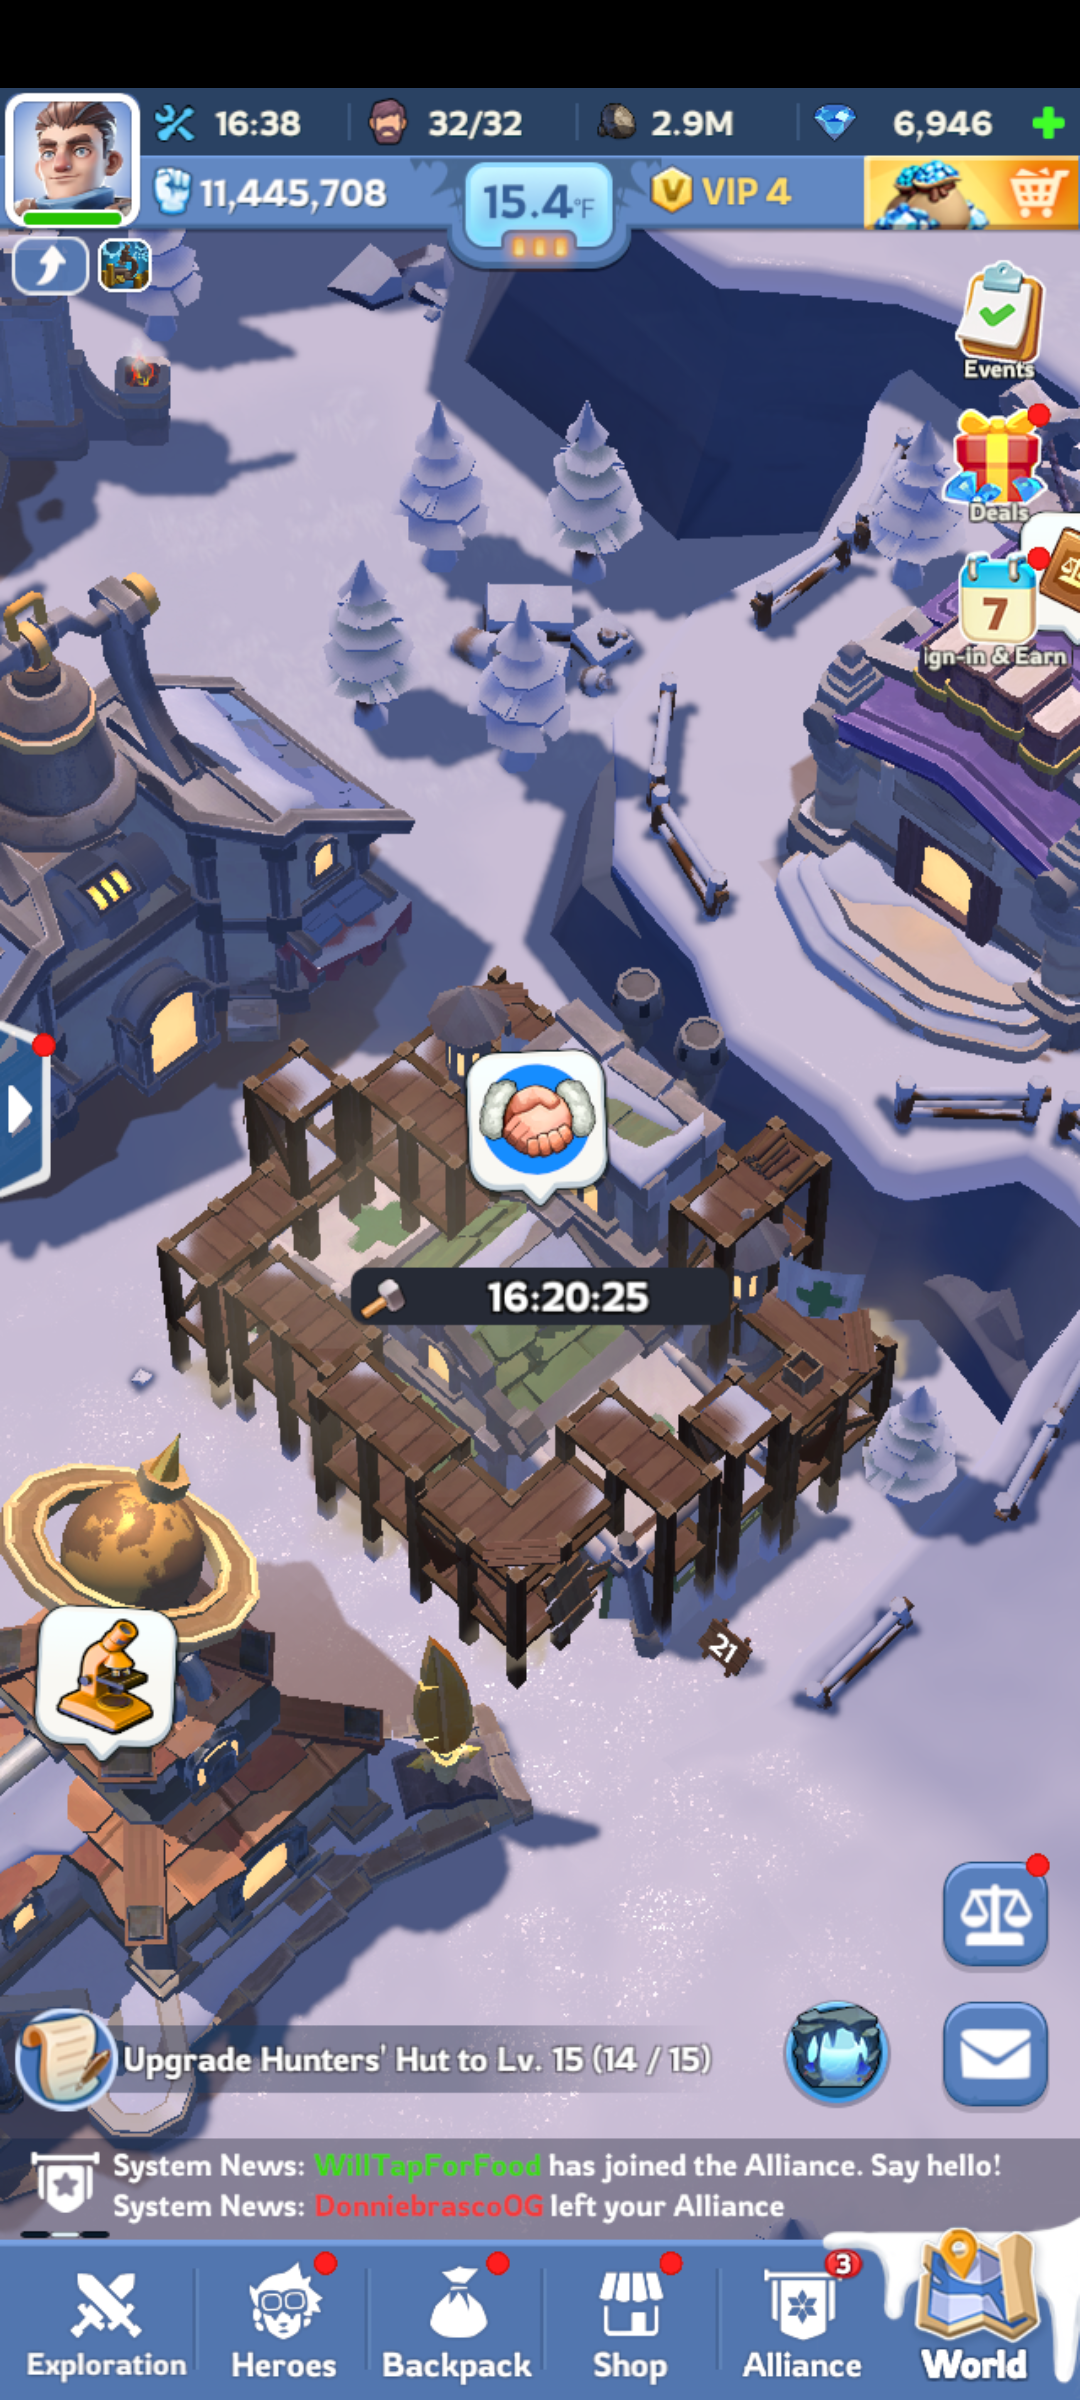 16:38
32/32
2.9M
6,946
11,445,708
15.4°F
VIP 4
Events
Deals
7
ign-in & Earn
16:20:25
21
Upgrade Hunters' Hut to Lv. 15 (14 / 15)
System News: WillTapForFood has joined the Alliance. Say hello!
System News: DonniebrascoOG left your Alliance
3
Exploration
Heroes
Backpack
Shop
Alliance
World